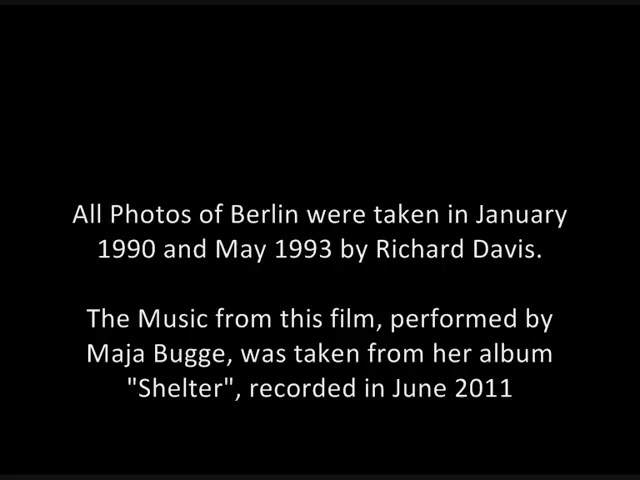 All Photos of Berlin were taken in January
1990 and May 1993 by Richard Davis.
The Music from this film, performed by
Maja Bugge, was taken from her album
"Shelter", recorded in June 2011